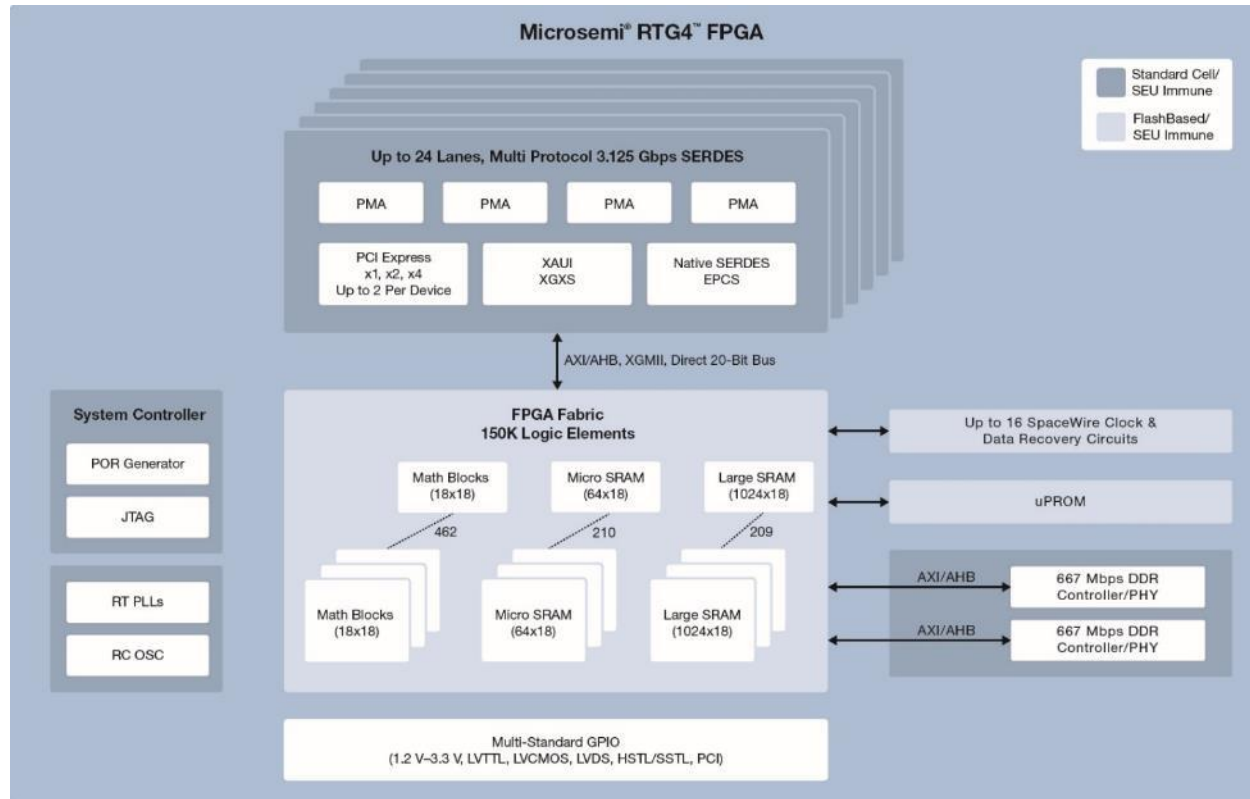 Microsemi® RTG4™ FPGA
Standard Cell/
SEU Immune
FlashBased/
SEU Immune
Up to 24 Lanes, Multi Protocol 3.125 Gbps SERDES
PMA
PMA
PMA
PMA
PCI Express
x1, x2, x4
Up to 2 Per Device
XAUI
XGXS
Native SERDES
EPCS
AXI/AHB, XGMII, Direct 20-Bit Bus
System Controller
POR Generator
JTAG
RT PLLs
RC OSC
FPGA Fabric
150K Logic Elements
Math Blocks
(18x18)
Micro SRAM
(64x18)
Large SRAM
(1024x18)
462
210
209
Math Blocks
(18x18)
Micro SRAM
(64x18)
Large SRAM
(1024x18)
Up to 16 SpaceWire Clock &
Data Recovery Circuits
uPROM
AXI/AHB
667 Mbps DDR
Controller/PHY
AXI/AHB
667 Mbps DDR
Controller/PHY
Multi-Standard GPIO
(1.2 V–3.3 V, LVTTL, LVCMOS, LVDS, HSTL/SSTL, PCI)